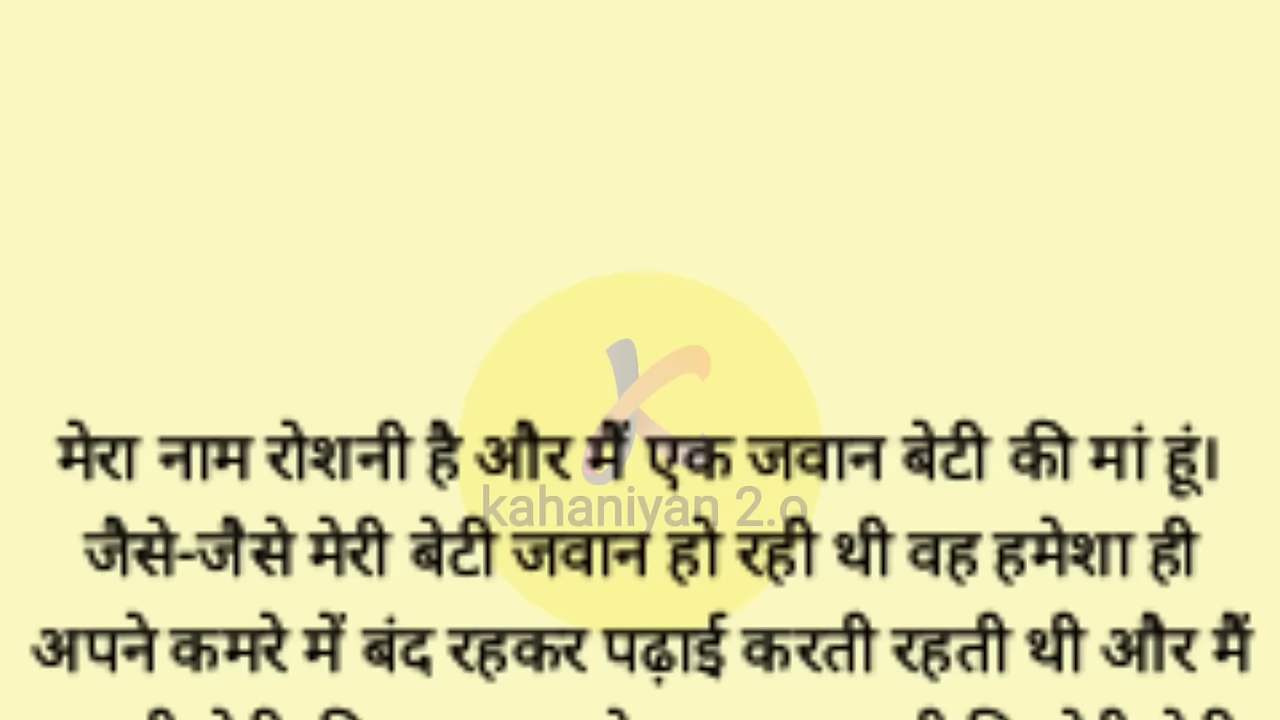 मेरा नाम रोशनी है और मैं एक जवान बेटी की मां हूं।
kahaniyan 2.o
जैसे-जैसे मेरी बेटी जवान हो रही थी वह हमेशा ही
अपने कमरे में बंद रहकर पढ़ाई करती रहती थी और मैं